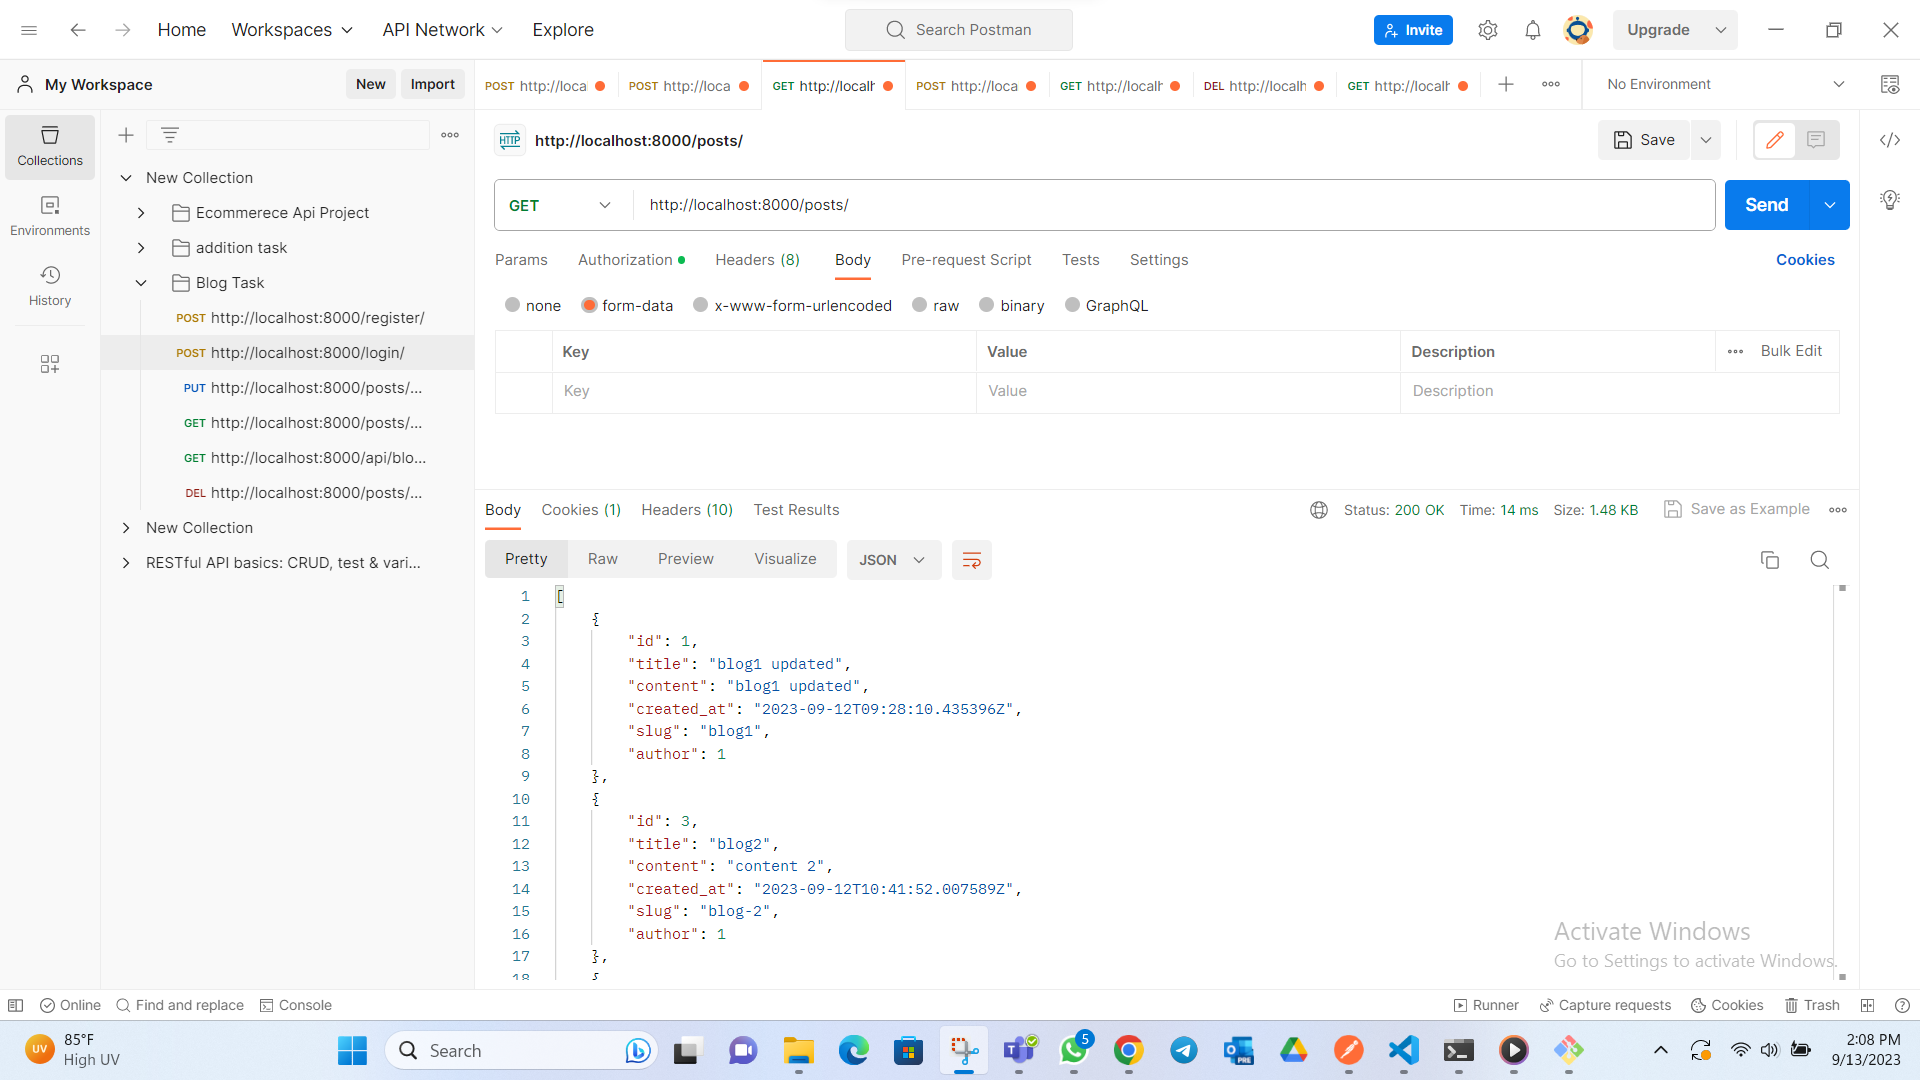 Home Workspaces API Network Explore Search Postman Invite Upgrade
My Workspace New Import POST http://loca POST http://loca GET http://localh POST http://loca GET http://localh DEL http://localh GET http://localh No Environment
Collections
Environments
History
New Collection
Ecommerece Api Project
addition task
Blog Task
POST http://localhost:8000/register/
POST http://localhost:8000/login/
PUT http://localhost:8000/posts/...
GET http://localhost:8000/posts/...
GET http://localhost:8000/api/blo...
DEL http://localhost:8000/posts/...
New Collection
RESTful API basics: CRUD, test & vari...
HTTP http://localhost:8000/posts/ Save
GET http://localhost:8000/posts/ Send
Params Authorization Headers (8) Body Pre-request Script Tests Settings Cookies
none form-data x-www-form-urlencoded raw binary GraphQL
Key Value Description Bulk Edit
Key Value Description
Body Cookies (1) Headers (10) Test Results Status: 200 OK Time: 14 ms Size: 1.48 KB Save as Example
Pretty Raw Preview Visualize JSON
1 [
2 {
3 "id": 1,
4 "title": "blog1 updated",
5 "content": "blog1 updated",
6 "created_at": "2023-09-12T09:28:10.435396Z",
7 "slug": "blog1",
8 "author": 1
9 },
10 {
11 "id": 3,
12 "title": "blog2",
13 "content": "content 2",
14 "created_at": "2023-09-12T10:41:52.007589Z",
15 "slug": "blog-2",
16 "author": 1
17 },
18 {
Activate Windows
Go to Settings to activate Windows.
Online Find and replace Console Runner Capture requests Cookies Trash
UV 85°F
High UV
Search
PRE
5
2:08 PM
9/13/2023